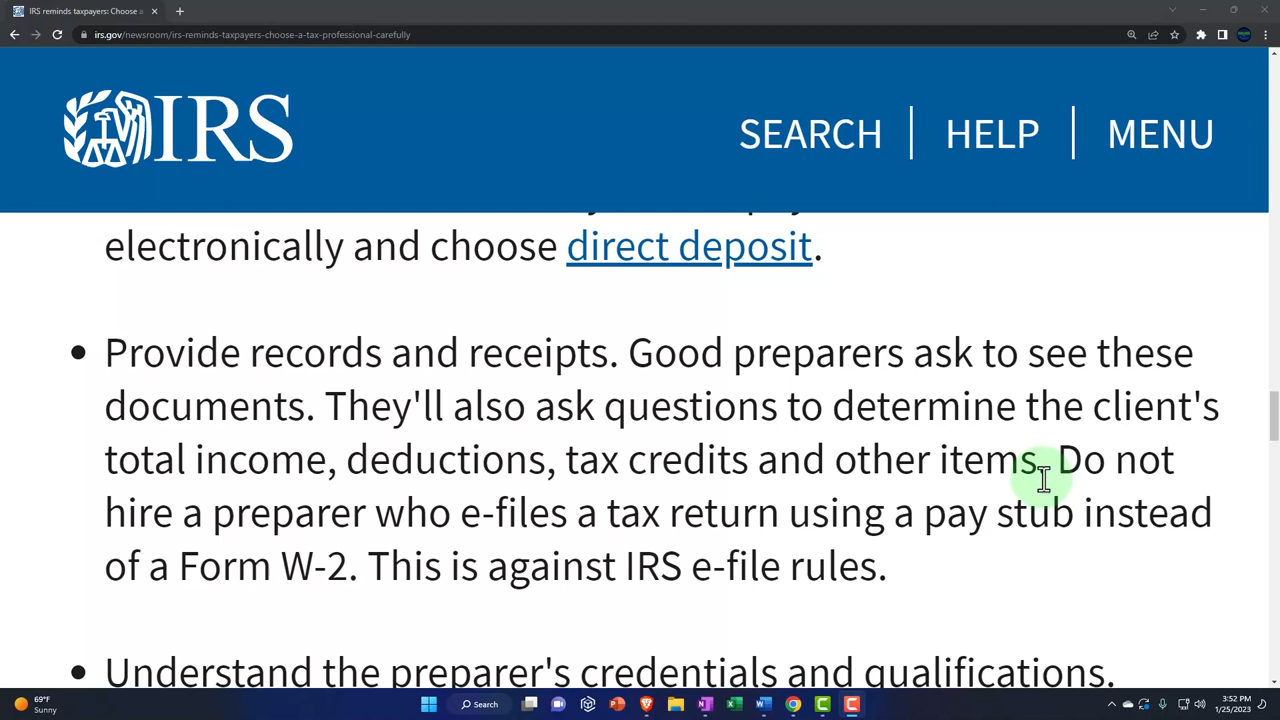 IRS reminds taxpayers: Choose a
irs.gov/newsroom/irs-reminds-taxpayers-choose-a-tax-professional-carefully
IRS
SEARCH
HELP
MENU
electronically and choose direct deposit.
• Provide records and receipts. Good preparers ask to see these
documents. They'll also ask questions to determine the client's
total income, deductions, tax credits and other items. Do not
hire a preparer who e-files a tax return using a pay stub instead
of a Form W-2. This is against IRS e-file rules.
• Understand the preparer's credentials and qualifications.
69°F
Sunny
Search
3:52 PM
1/25/2023